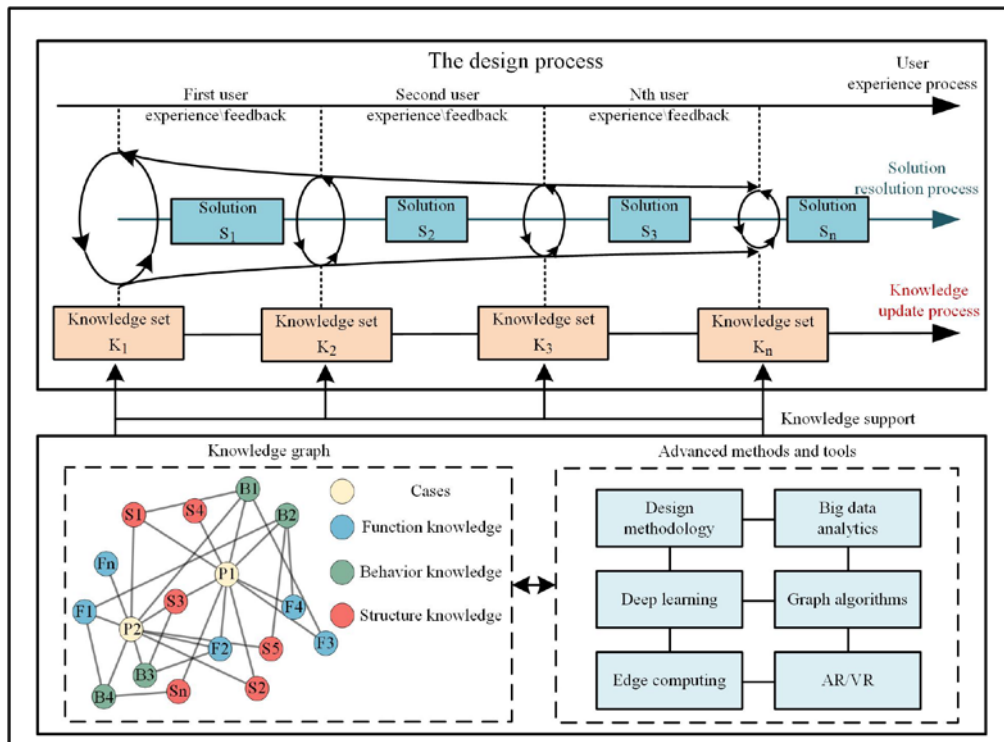 The design process
User
experience process
First user
experience\feedback
Second user
experience\feedback
Nth user
experience\feedback
Solution
resolution process
Solution
S1
Solution
S2
Solution
S3
Solution
Sn
Knowledge
update process
Knowledge set
K1
Knowledge set
K2
Knowledge set
K3
Knowledge set
Kn
Knowledge support
Knowledge graph
Cases
Function knowledge
Behavior knowledge
Structure knowledge
B1
S1
S4
B2
Fn
P1
S3
F1
F4
P2
F3
F2
S5
B3
Sn
S2
B4
Advanced methods and tools
Design
methodology
Big data
analytics
Deep learning
Graph algorithms
Edge computing
AR/VR